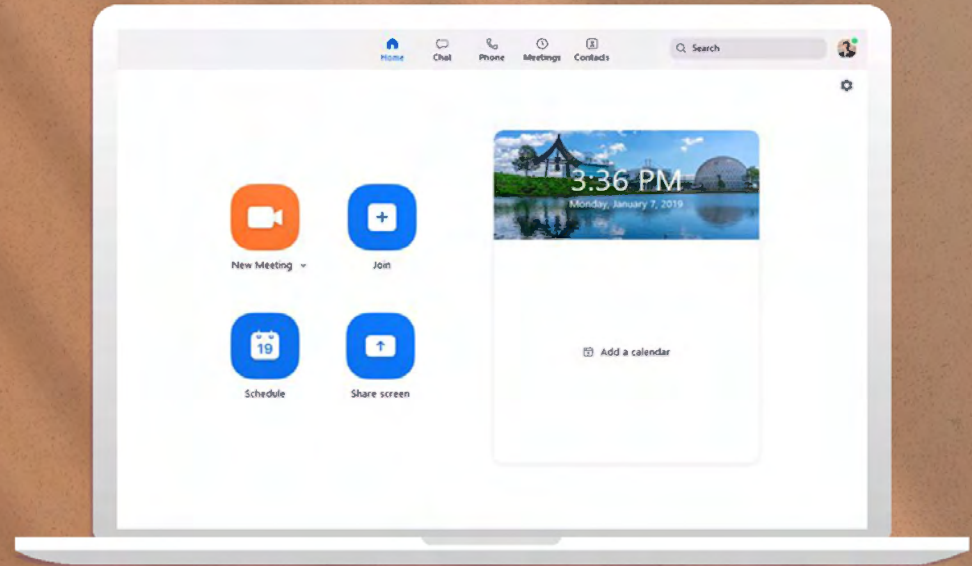 Home Chat Phone Meetings Contacts Search
3:36 PM
Monday, January 7, 2019
New Meeting
Join
19
Add a calendar
Schedule
Share screen